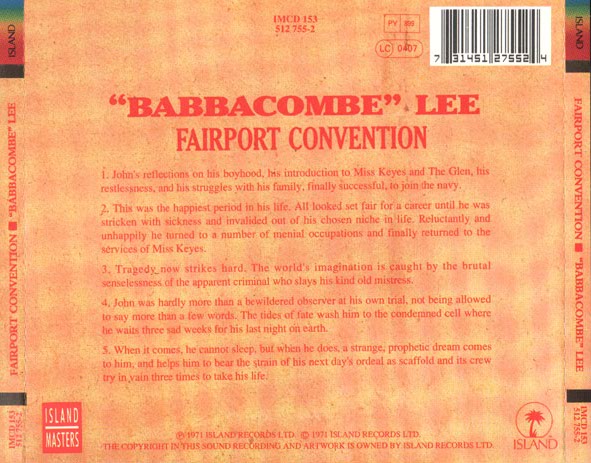 IMCD 153
512 755-2
PY 899
LC 0407
7 31451 27552 4
ISLAND
FAIRPORT CONVENTION ■ "BABBACOMBE" LEE
IMCD 153
512 755-2
"BABBACOMBE" LEE
FAIRPORT CONVENTION
1. John's reflections on his boyhood, his introduction to Miss Keyes and The Glen, his
restlessness, and his struggles with his family, finally successful, to join the navy.
2. This was the happiest period in his life. All looked set fair for a career until he was
stricken with sickness and invalided out of his chosen niche in life. Reluctantly and
unhappily he turned to a number of menial occupations and finally returned to the
services of Miss Keyes.
3. Tragedy now strikes hard. The world's imagination is caught by the brutal
senselessness of the apparent criminal who slays his kind old mistress.
4. John was hardly more than a bewildered observer at his own trial, not being allowed
to say more than a few words. The tides of fate wash him to the condemned cell where
he waits three sad weeks for his last night on earth.
5. When it comes, he cannot sleep, but when he does, a strange, prophetic dream comes
to him, and helps him to bear the strain of his next day's ordeal as scaffold and its crew
try in vain three times to take his life.
ISLAND
MASTERS
℗ 1971 ISLAND RECORDS LTD. © 1971 ISLAND RECORDS LTD.
THE COPYRIGHT IN THIS SOUND RECORDING AND ARTWORK IS OWNED BY ISLAND RECORDS LTD.
ISLAND
ISLAND
FAIRPORT CONVENTION ■ "BABBACOMBE" LEE
IMCD 153
512 755-2